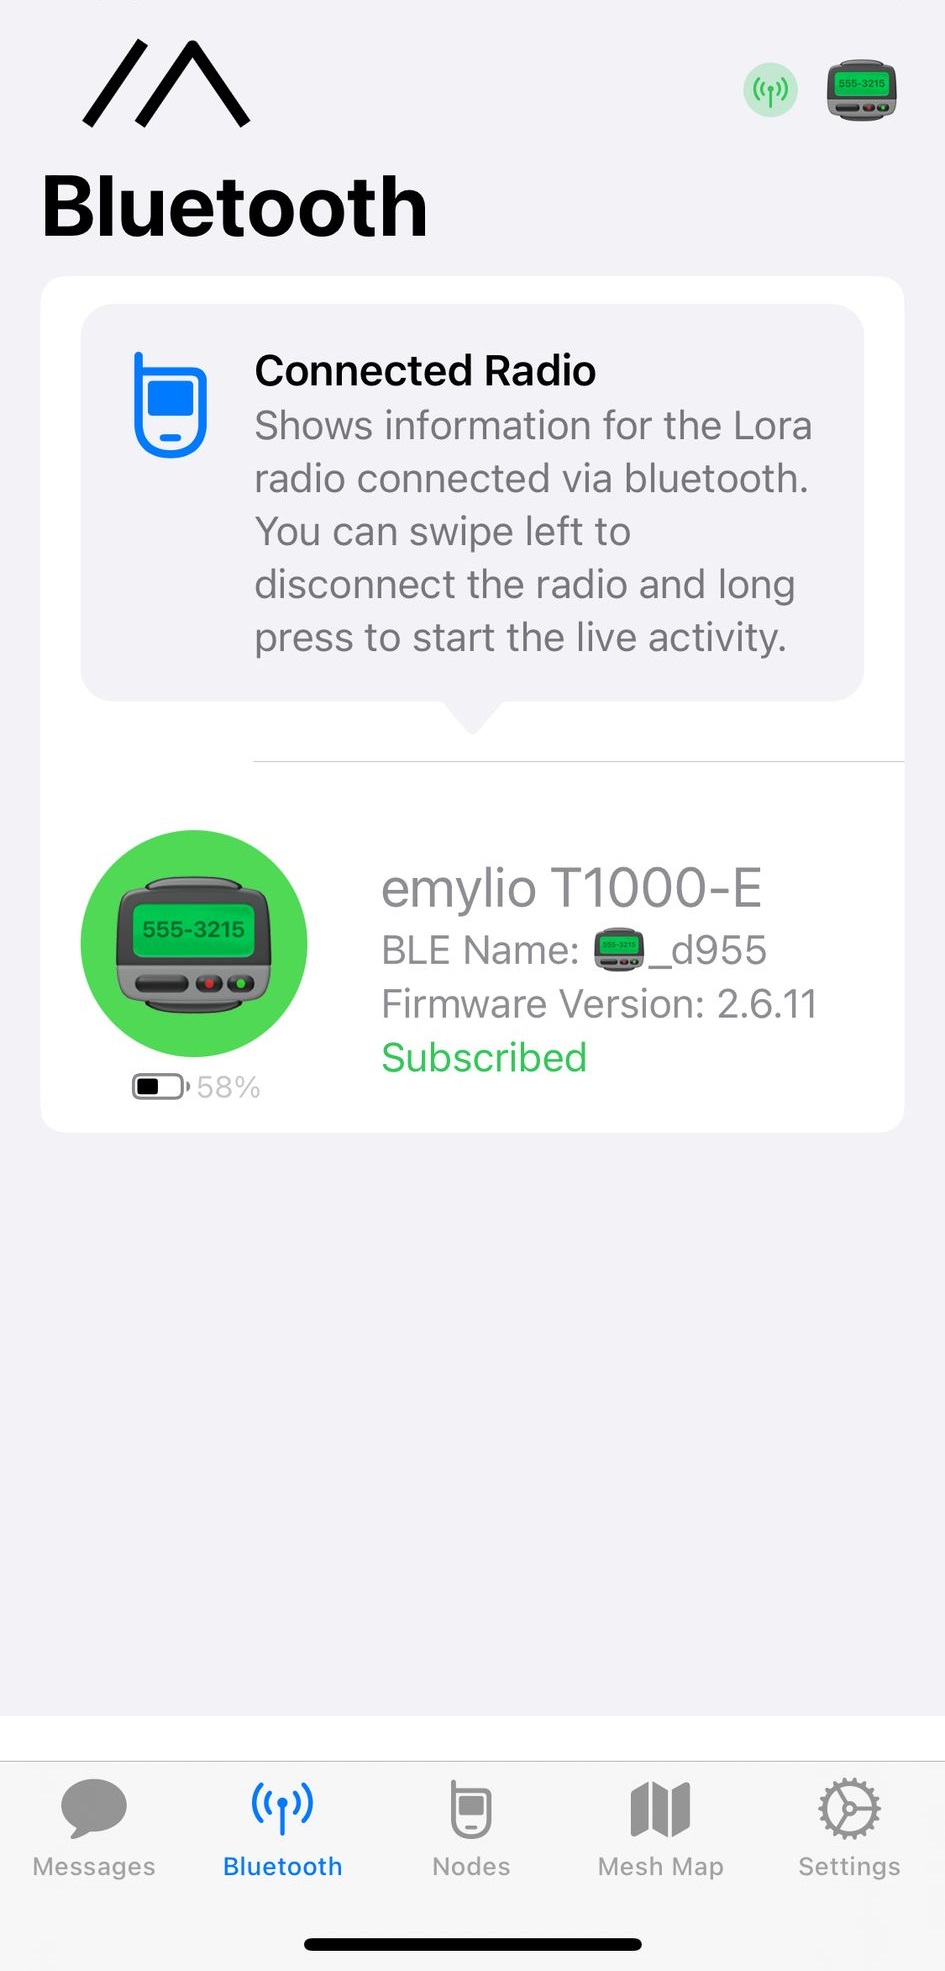 555-3215
Bluetooth
Connected Radio
Shows information for the Lora
radio connected via bluetooth.
You can swipe left to
disconnect the radio and long
press to start the live activity.
555-3215
58%
emylio T1000-E
BLE Name: 📟_d955
Firmware Version: 2.6.11
Subscribed
Messages
Bluetooth
Nodes
Mesh Map
Settings